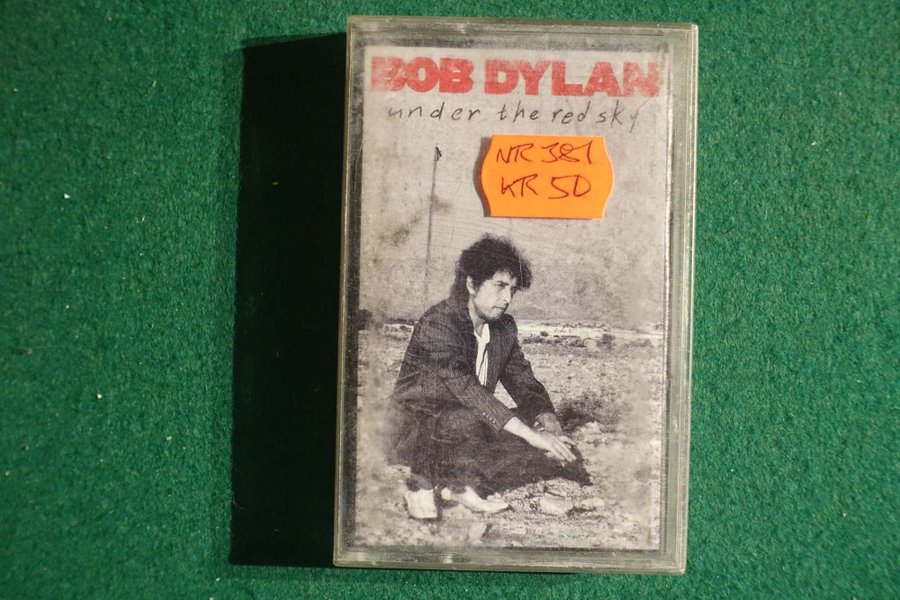 BOB DYLAN
under the red sky
NR 381
KR 50